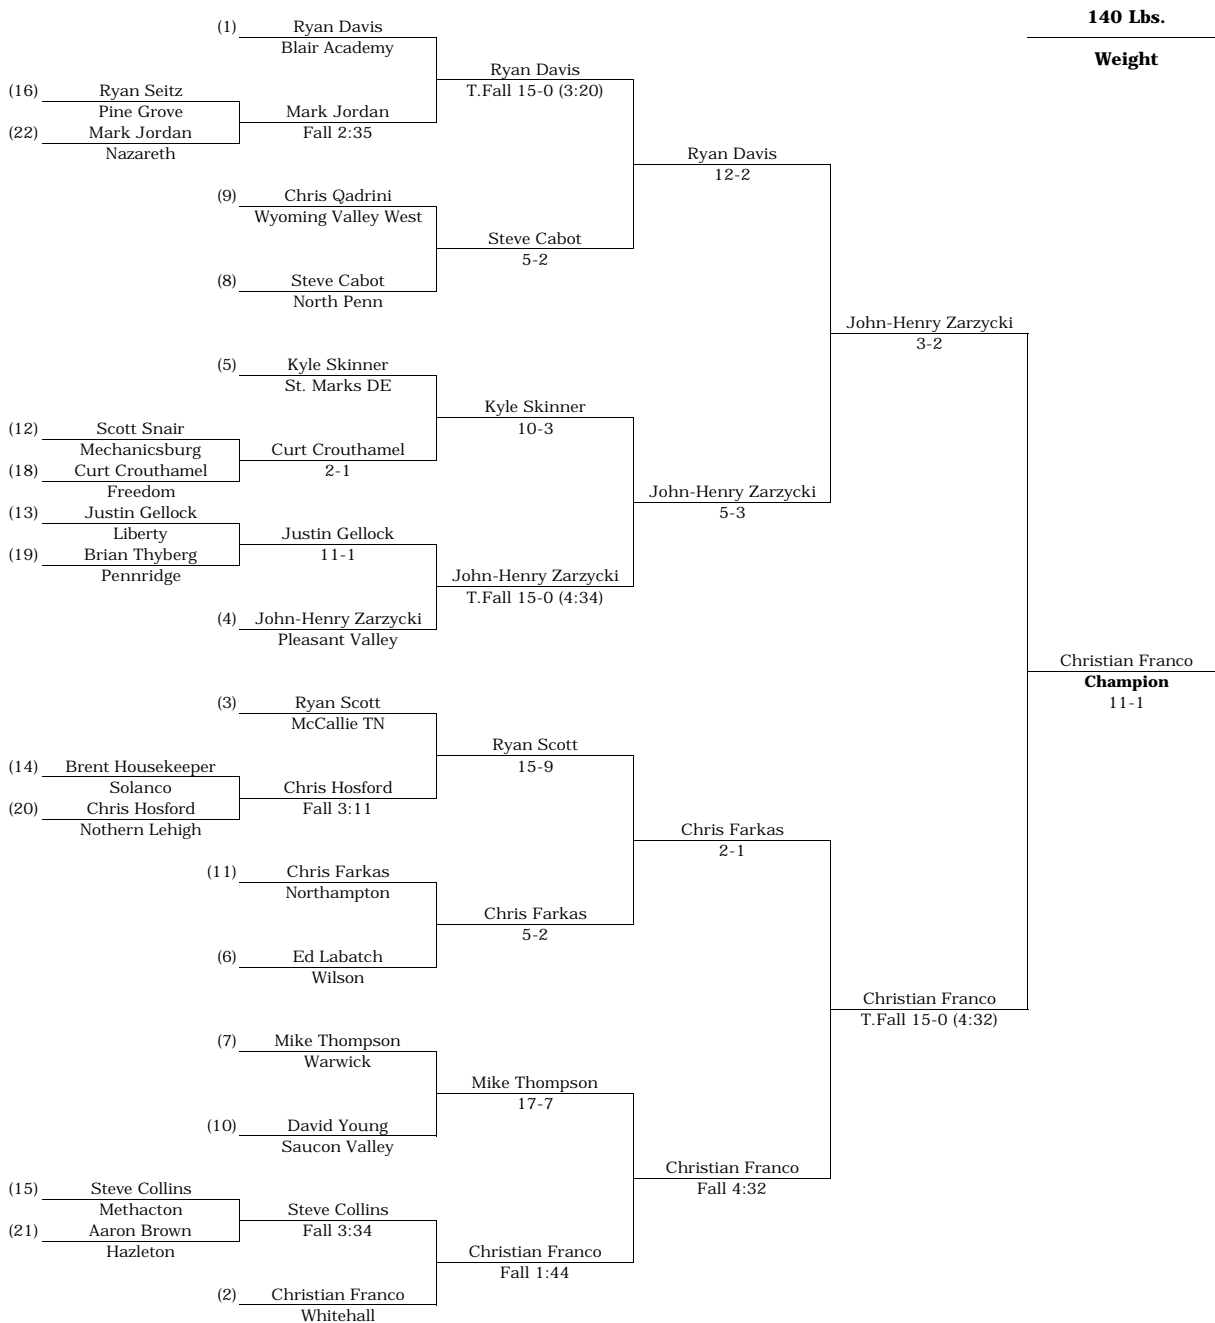 140 Lbs.
Weight
(1) Ryan Davis
Blair Academy
Ryan Davis
T.Fall 15-0 (3:20)
(16) Ryan Seitz
Pine Grove
Mark Jordan
Fall 2:35
(22) Mark Jordan
Nazareth
Ryan Davis
12-2
(9) Chris Qadrini
Wyoming Valley West
Steve Cabot
5-2
(8) Steve Cabot
North Penn
John-Henry Zarzycki
3-2
(5) Kyle Skinner
St. Marks DE
Kyle Skinner
10-3
(12) Scott Snair
Mechanicsburg
Curt Crouthamel
2-1
(18) Curt Crouthamel
Freedom
John-Henry Zarzycki
5-3
(13) Justin Gellock
Liberty
Justin Gellock
11-1
(19) Brian Thyberg
Pennridge
John-Henry Zarzycki
T.Fall 15-0 (4:34)
(4) John-Henry Zarzycki
Pleasant Valley
Christian Franco
Champion
11-1
(3) Ryan Scott
McCallie TN
Ryan Scott
15-9
(14) Brent Housekeeper
Solanco
Chris Hosford
Fall 3:11
(20) Chris Hosford
Nothern Lehigh
Chris Farkas
2-1
(11) Chris Farkas
Northampton
Chris Farkas
5-2
(6) Ed Labatch
Wilson
Christian Franco
T.Fall 15-0 (4:32)
(7) Mike Thompson
Warwick
Mike Thompson
17-7
(10) David Young
Saucon Valley
Christian Franco
Fall 4:32
(15) Steve Collins
Methacton
Steve Collins
Fall 3:34
(21) Aaron Brown
Hazleton
Christian Franco
Fall 1:44
(2) Christian Franco
Whitehall